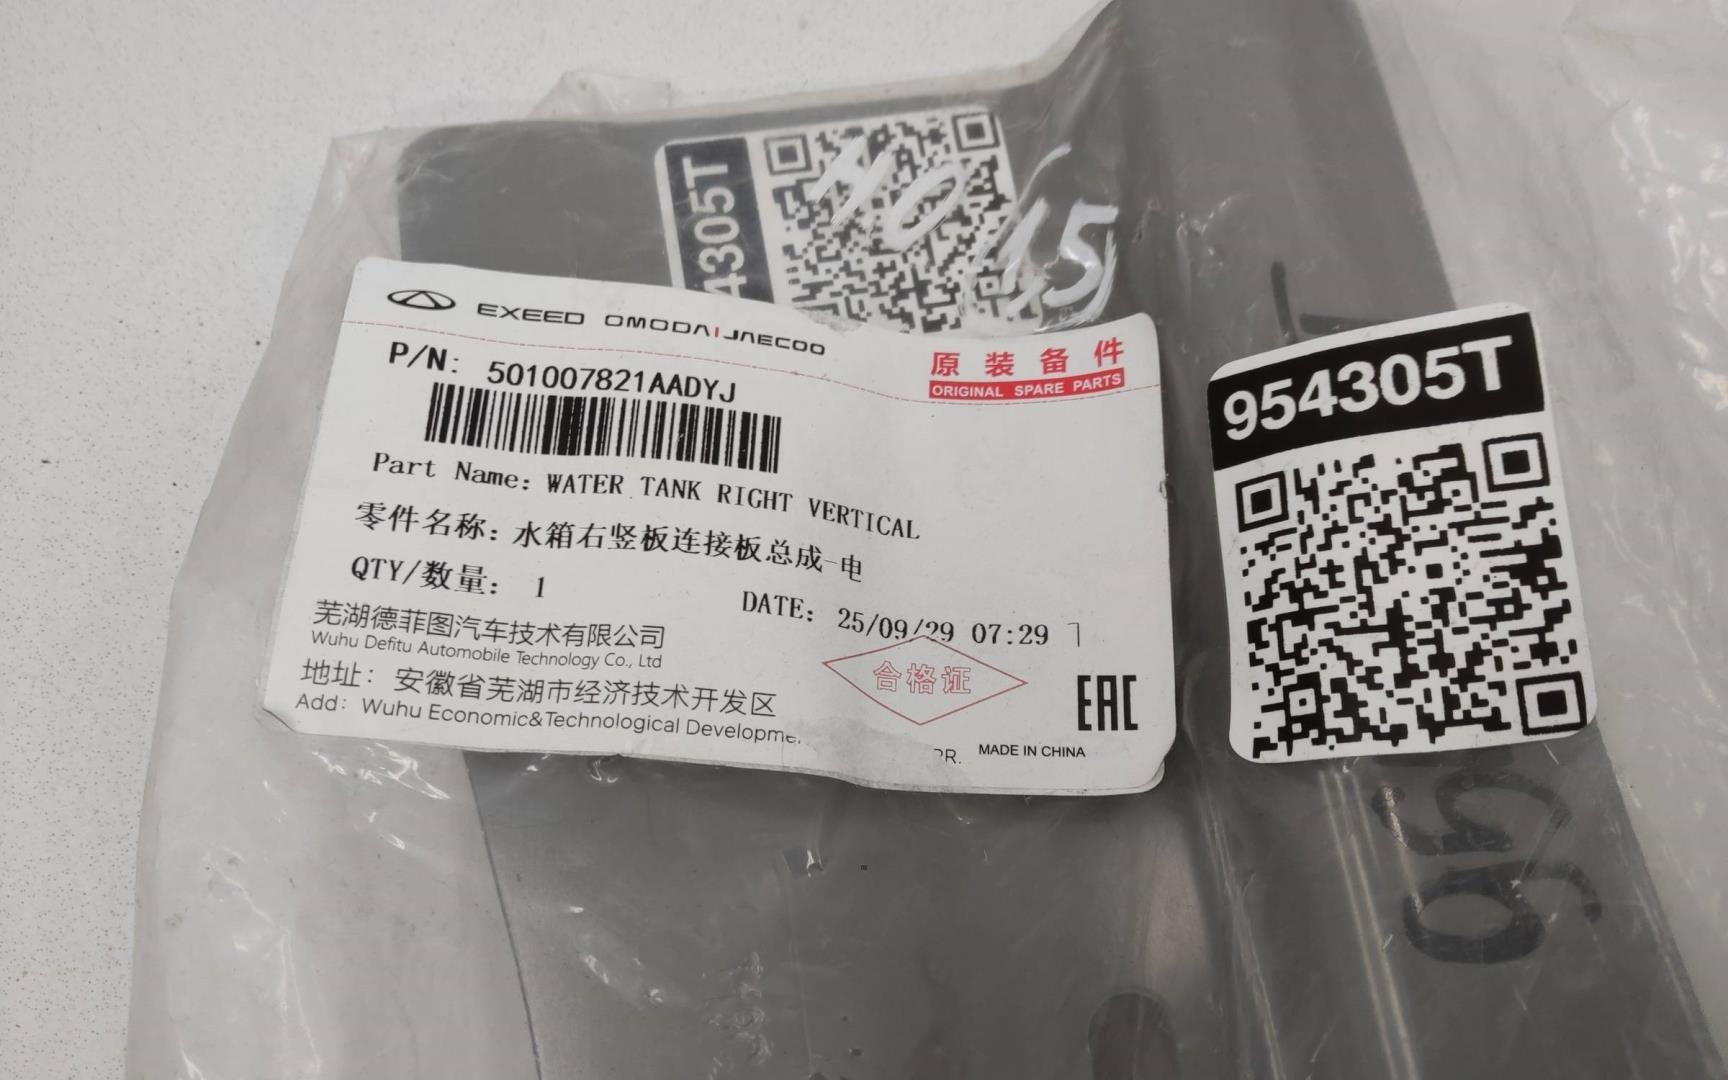 4305T
EXEED OMODA|JAECOO
P/N: 501007821AADYJ
原装备件
ORIGINAL SPARE PARTS
Part Name: WATER TANK RIGHT VERTICAL
零件名称: 水箱右竖板连接板总成-电
QTY/数量: 1
DATE: 25/09/29 07:29
芜湖德菲图汽车技术有限公司
Wuhu Defitu Automobile Technology Co., Ltd
地址: 安徽省芜湖市经济技术开发区
Add: Wuhu Economic&Technological Developme
合格证
EAC
PR. MADE IN CHINA
954305T